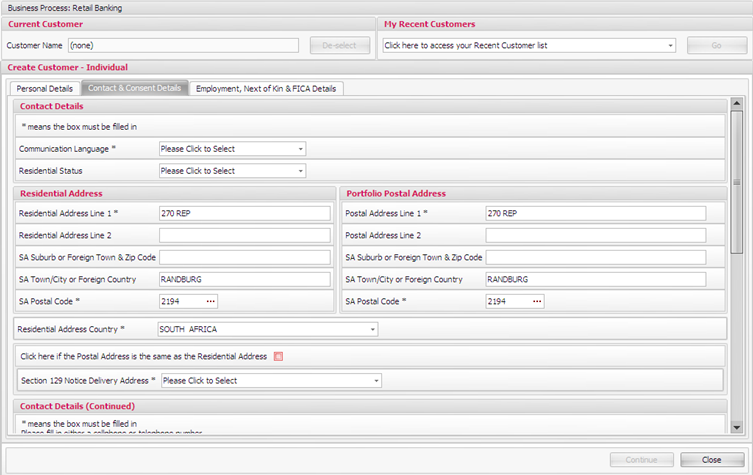 Business Process: Retail Banking
Current Customer
My Recent Customers
Customer Name (none) De-select
Click here to access your Recent Customer list Go
Create Customer - Individual
Personal Details Contact & Consent Details Employment, Next of Kin & FICA Details
Contact Details
* means the box must be filled in
Communication Language * Please Click to Select
Residential Status Please Click to Select
Residential Address
Portfolio Postal Address
Residential Address Line 1 * 270 REP
Postal Address Line 1 * 270 REP
Residential Address Line 2
Postal Address Line 2
SA Suburb or Foreign Town & Zip Code
SA Suburb or Foreign Town & Zip Code
SA Town/City or Foreign Country RANDBURG
SA Town/City or Foreign Country RANDBURG
SA Postal Code * 2194 ...
SA Postal Code * 2194 ...
Residential Address Country * SOUTH AFRICA
Click here if the Postal Address is the same as the Residential Address
Section 129 Notice Delivery Address * Please Click to Select
Contact Details (Continued)
* means the box must be filled in
Please fill in either a cellphone or telephone number
Continue Close